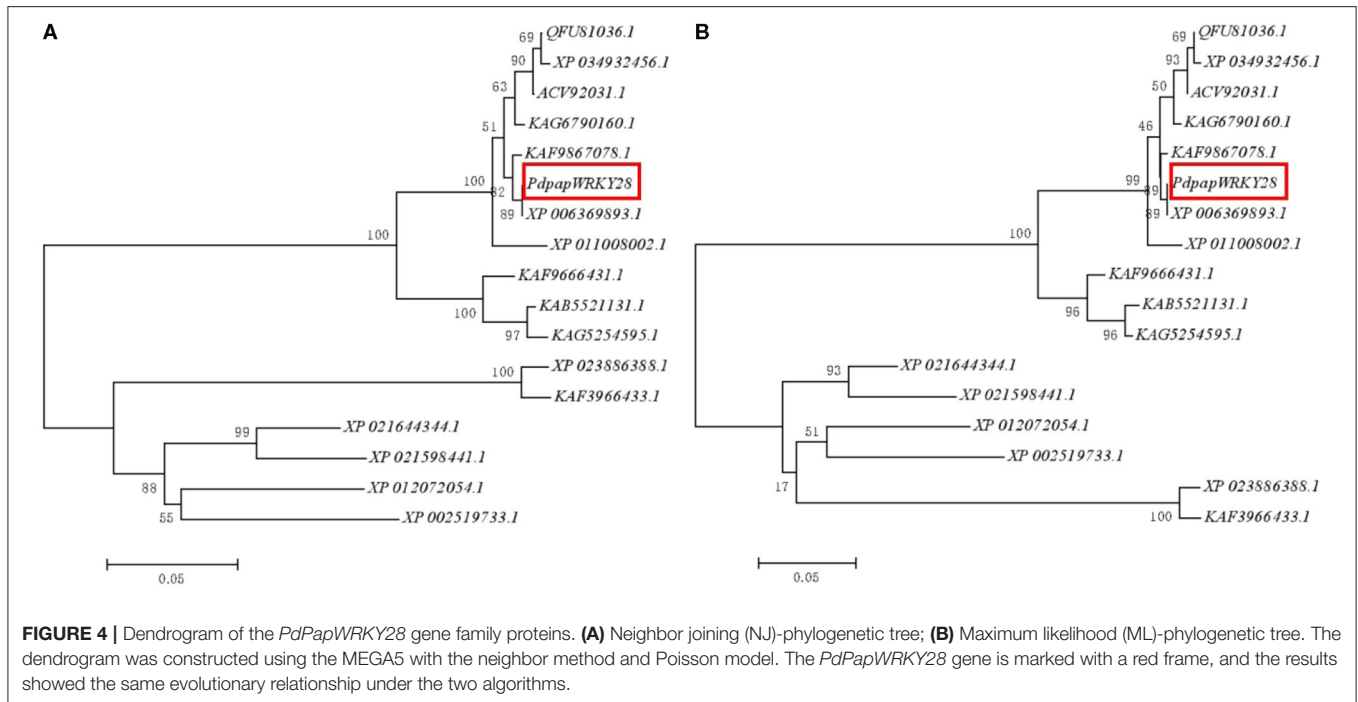 A
69
QFU81036.1
90
XP 034932456.1
63
ACV92031.1
KAG6790160.1
51
KAF9867078.1
100
82
PdpapWRKY28
89
XP 006369893.1
100
XP 011008002.1
KAF9666431.1
100
KAB5521131.1
97
KAG5254595.1
100
XP 023886388.1
KAF3966433.1
99
XP 021644344.1
XP 021598441.1
88
XP 012072054.1
55
XP 002519733.1
0.05
B
69
QFU81036.1
93
XP 034932456.1
50
ACV92031.1
KAG6790160.1
46
KAF9867078.1
99
89
PdpapWRKY28
89
XP 006369893.1
100
XP 011008002.1
KAF9666431.1
96
KAB5521131.1
96
KAG5254595.1
93
XP 021644344.1
XP 021598441.1
51
XP 012072054.1
17
XP 002519733.1
XP 023886388.1
100
KAF3966433.1
0.05
FIGURE 4 | Dendrogram of the PdPapWRKY28 gene family proteins. (A) Neighbor joining (NJ)-phylogenetic tree; (B) Maximum likelihood (ML)-phylogenetic tree. The
dendrogram was constructed using the MEGA5 with the neighbor method and Poisson model. The PdPapWRKY28 gene is marked with a red frame, and the results
showed the same evolutionary relationship under the two algorithms.